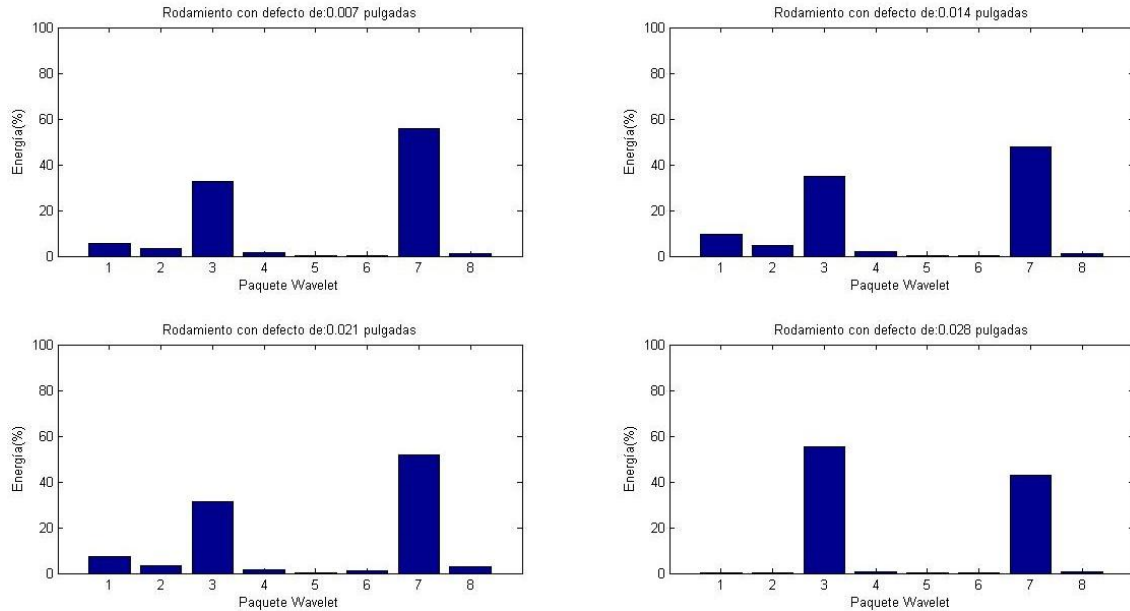 Rodamiento con defecto de:0.007 pulgadas
100
80
60
40
20
0
Energía(%)
1 2 3 4 5 6 7 8
Paquete Wavelet
Rodamiento con defecto de:0.014 pulgadas
100
80
60
40
20
0
Energía(%)
1 2 3 4 5 6 7 8
Paquete Wavelet
Rodamiento con defecto de:0.021 pulgadas
100
80
60
40
20
0
Energía(%)
1 2 3 4 5 6 7 8
Paquete Wavelet
Rodamiento con defecto de:0.028 pulgadas
100
80
60
40
20
0
Energía(%)
1 2 3 4 5 6 7 8
Paquete Wavelet